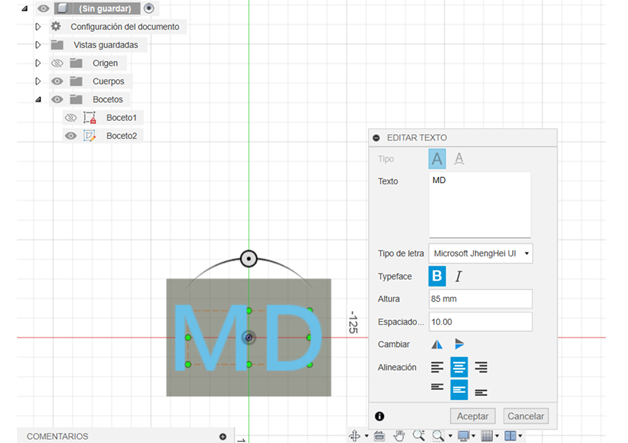 (Sin guardar)
Configuración del documento
Vistas guardadas
Origen
Cuerpos
Bocetos
Boceto1
Boceto2
EDITAR TEXTO
Tipo A A
Texto MD
Tipo de letra Microsoft JhengHei UI
Typeface B I
Altura 85 mm
Espaciado... 10.00
Cambiar
Alineación
MD
-125
Aceptar Cancelar
COMENTARIOS